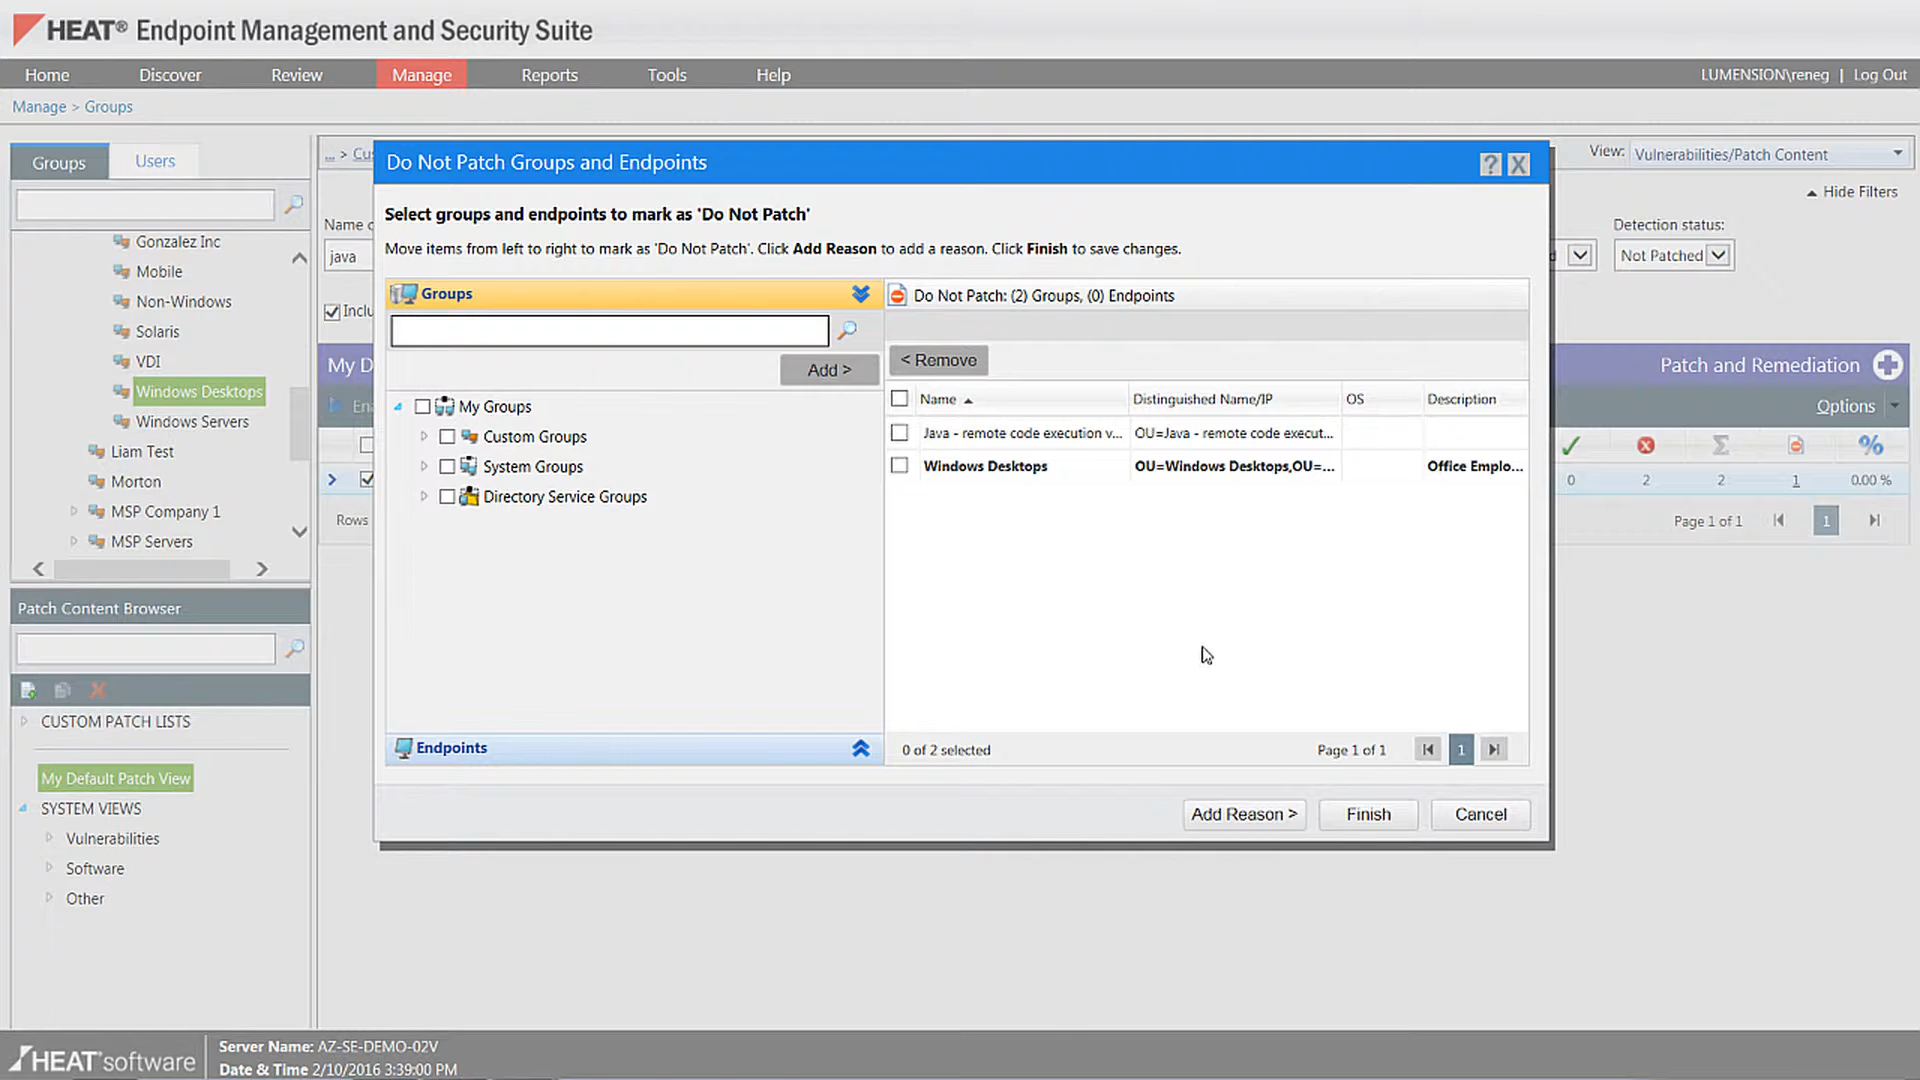 HEAT® Endpoint Management and Security Suite
Home Discover Review Manage Reports Tools Help LUMENSION\reneg | Log Out
Manage > Groups
Groups Users
... > Cu
View: Vulnerabilities/Patch Content
Hide Filters
Name
java
Detection status:
Not Patched
Inclu
Gonzalez Inc
Mobile
Non-Windows
Solaris
VDI
Windows Desktops
Windows Servers
Liam Test
Morton
MSP Company 1
MSP Servers
My D
Patch and Remediation
Ena
Options
%
0 2 2 1 0.00 %
Rows
Page 1 of 1 1
Do Not Patch Groups and Endpoints
? X
Select groups and endpoints to mark as 'Do Not Patch'
Move items from left to right to mark as 'Do Not Patch'. Click Add Reason to add a reason. Click Finish to save changes.
Groups
Add >
My Groups
Custom Groups
System Groups
Directory Service Groups
Endpoints
Do Not Patch: (2) Groups, (0) Endpoints
< Remove
Name Distinguished Name/IP OS Description
Java - remote code execution v... OU=Java - remote code execut...
Windows Desktops OU=Windows Desktops,OU=... Office Emplo...
0 of 2 selected Page 1 of 1 1
Add Reason > Finish Cancel
Patch Content Browser
CUSTOM PATCH LISTS
My Default Patch View
SYSTEM VIEWS
Vulnerabilities
Software
Other
HEAT software
Server Name: AZ-SE-DEMO-02V
Date & Time 2/10/2016 3:39:00 PM